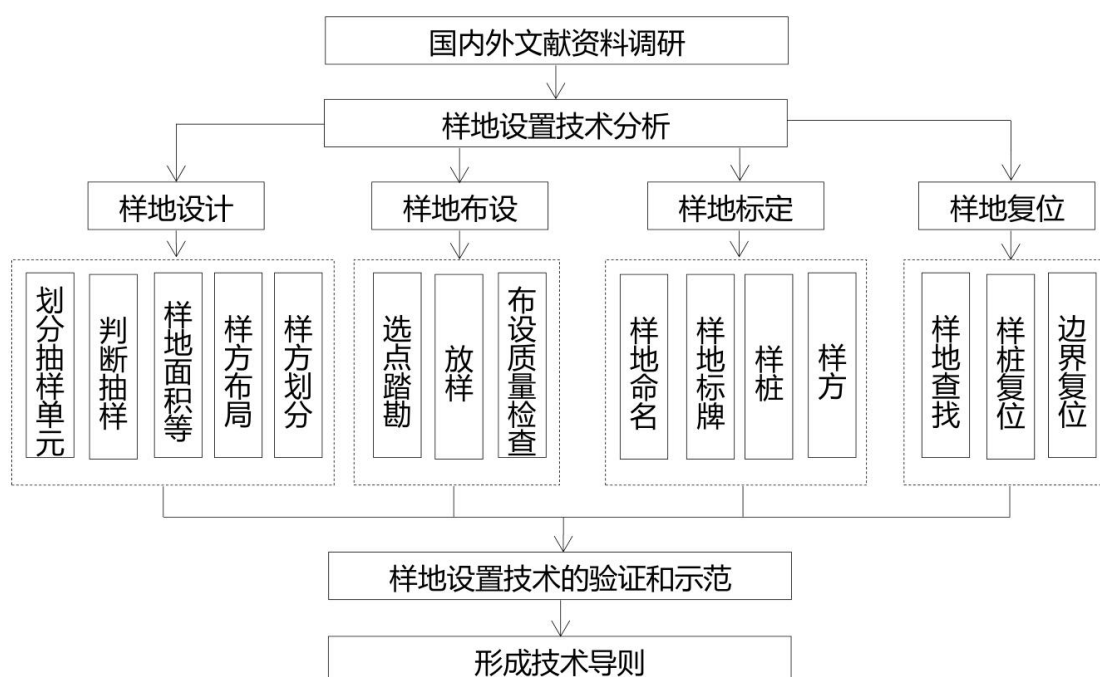 国内外文献资料调研
样地设置技术分析
样地设计
样地布设
样地标定
样地复位
划分抽样单元
判断抽样
样地面积等
样方布局
样方划分
选点踏勘
放样
布设质量检查
样地命名
样地标牌
样桩
样方
样地查找
样桩复位
边界复位
样地设置技术的验证和示范
形成技术导则